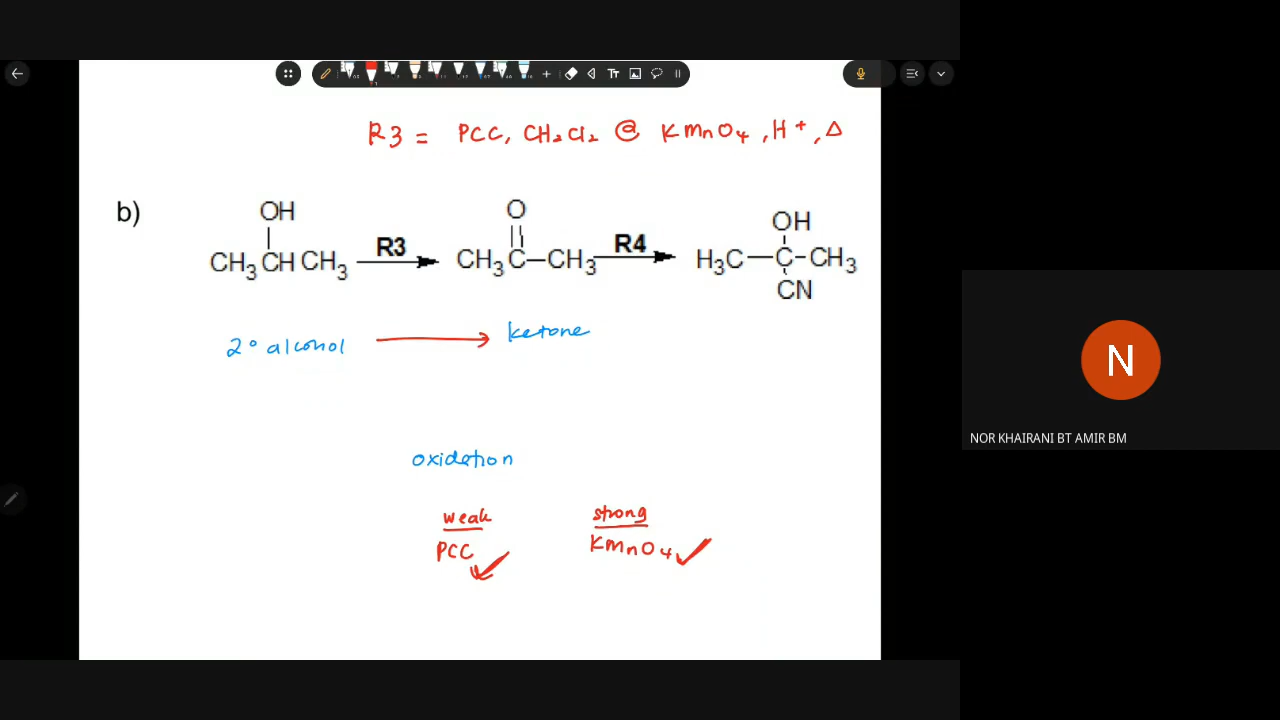 R3 = PCC, CH2Cl2 @ KMnO4, H+, Δ
b)
OH
CH3CHCH3
R3
O
CH3C–CH3
R4
OH
H3C–C–CH3
CN
2° alcohol → ketone
oxidation
weak strong
PCC ✓ KMnO4 ✓
N
NOR KHAIRANI BT AMIR BM